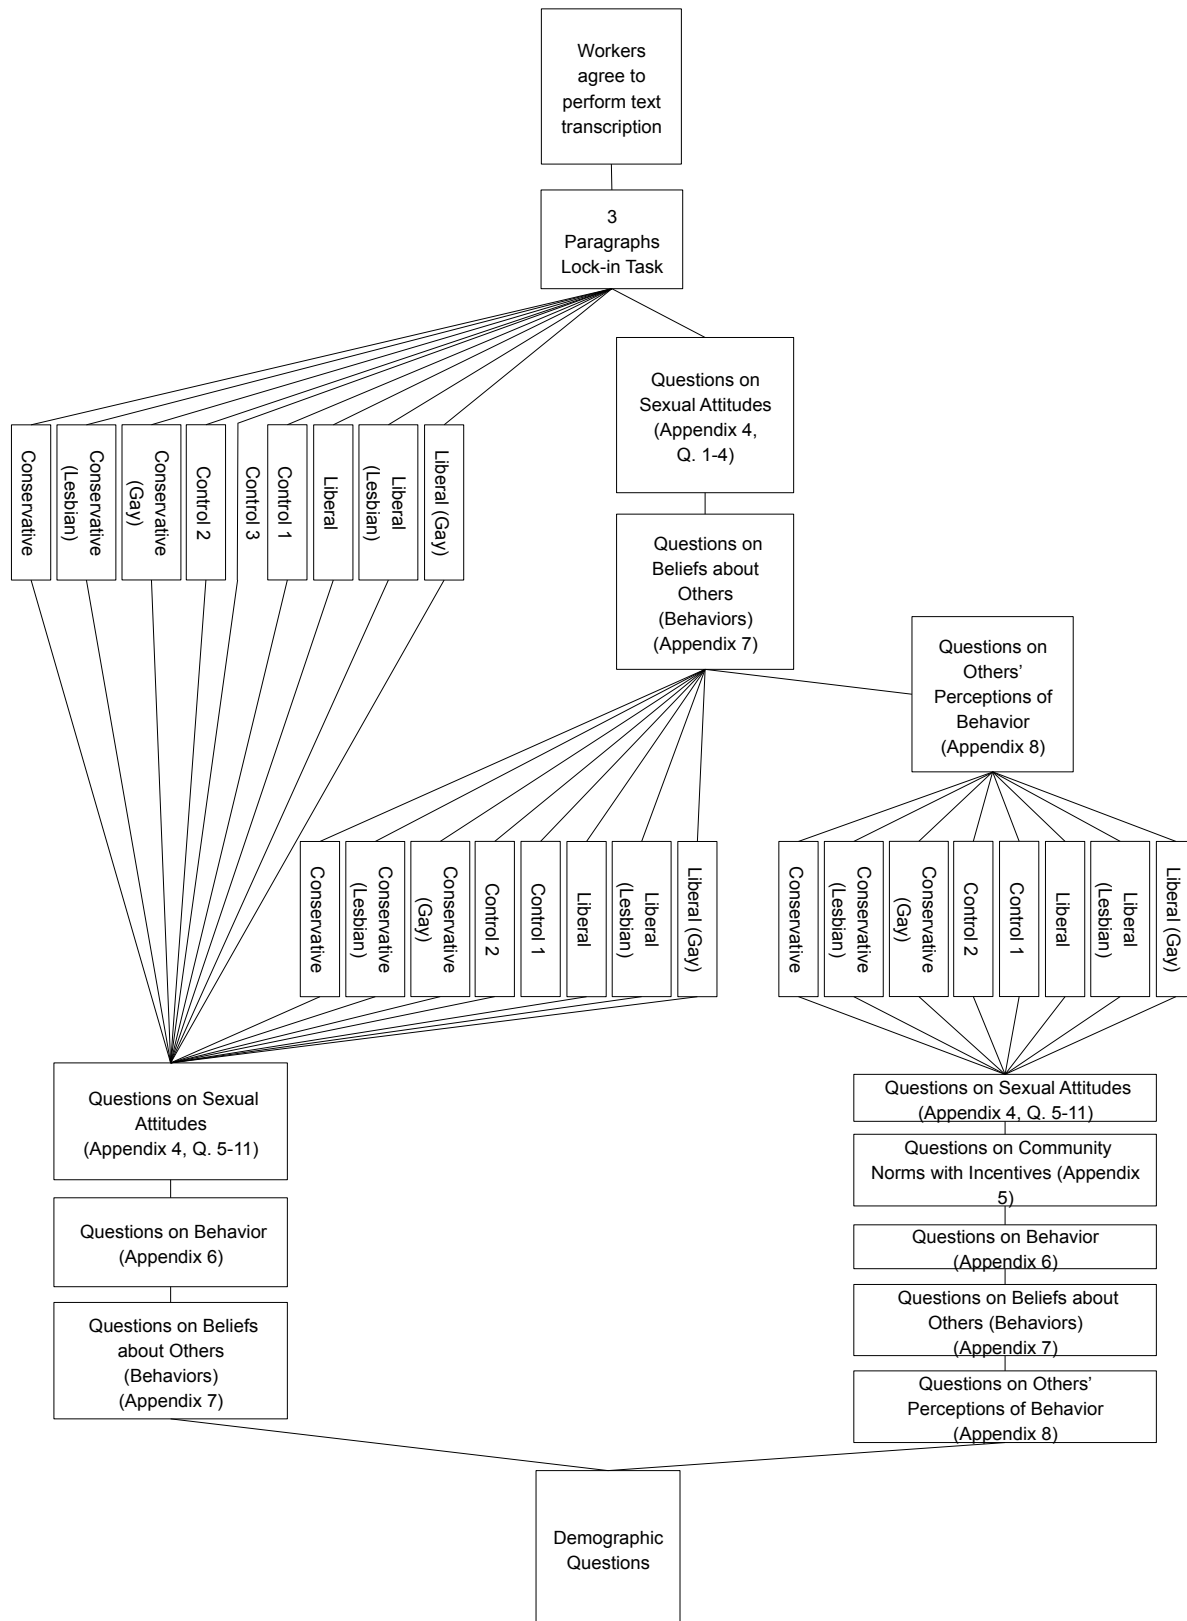 Workers
agree to
perform text
transcription
3
Paragraphs
Lock-in Task
Questions on
Sexual Attitudes
(Appendix 4,
Q. 1-4)
Conservative
Conservative
(Lesbian)
Conservative
(Gay)
Control 2
Control 3
Control 1
Liberal
Liberal
(Lesbian)
Liberal (Gay)
Questions on
Beliefs about
Others
(Behaviors)
(Appendix 7)
Questions on
Others’
Perceptions of
Behavior
(Appendix 8)
Conservative
Conservative
(Lesbian)
Conservative
(Gay)
Control 2
Control 1
Liberal
Liberal
(Lesbian)
Liberal (Gay)
Conservative
Conservative
(Lesbian)
Conservative
(Gay)
Control 2
Control 1
Liberal
Liberal
(Lesbian)
Liberal (Gay)
Questions on Sexual
Attitudes
(Appendix 4, Q. 5-11)
Questions on Behavior
(Appendix 6)
Questions on Beliefs
about Others
(Behaviors)
(Appendix 7)
Questions on Sexual Attitudes
(Appendix 4, Q. 5-11)
Questions on Community
Norms with Incentives (Appendix
5)
Questions on Behavior
(Appendix 6)
Questions on Beliefs about
Others (Behaviors)
(Appendix 7)
Questions on Others’
Perceptions of Behavior
(Appendix 8)
Demographic
Questions